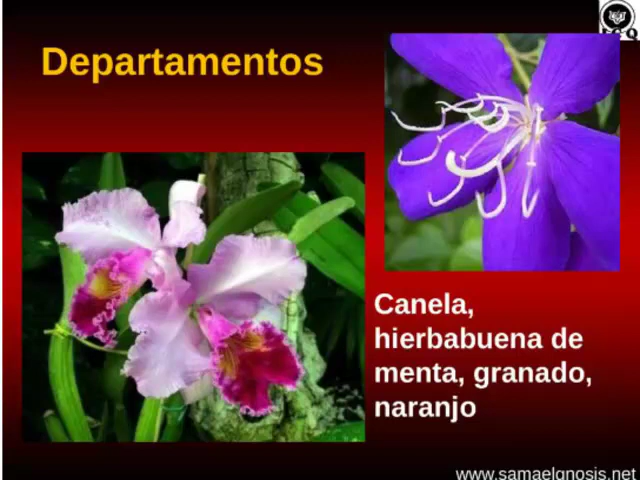 Departamentos
Canela,
hierbabuena de
menta, granado,
naranjo
www.samaelgnosis.net